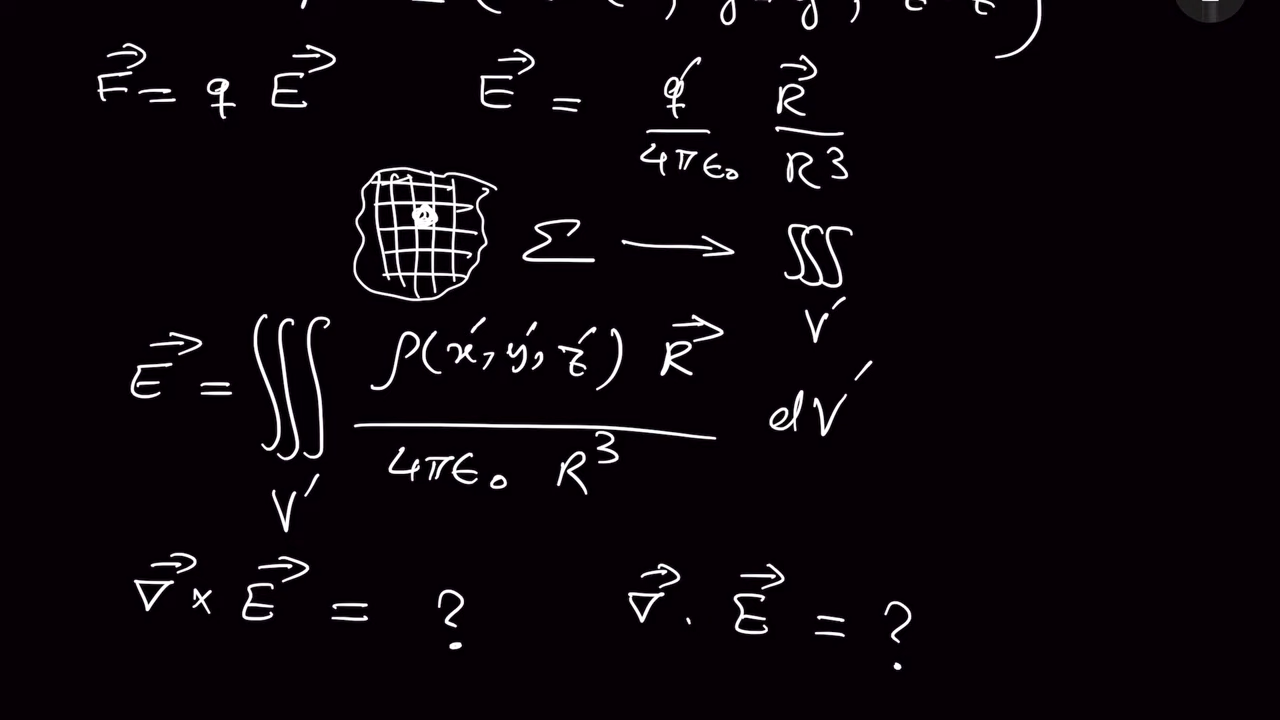 F⃗ = q E⃗ E⃗ = q′/4πϵ₀ R⃗/R³
Σ ⟶ ∭V′
E⃗ = ∭V′ ρ(x′, y′, z′) R⃗ / 4πϵ₀ R³ dV′
∇⃗ × E⃗ = ? ∇⃗ . E⃗ = ?